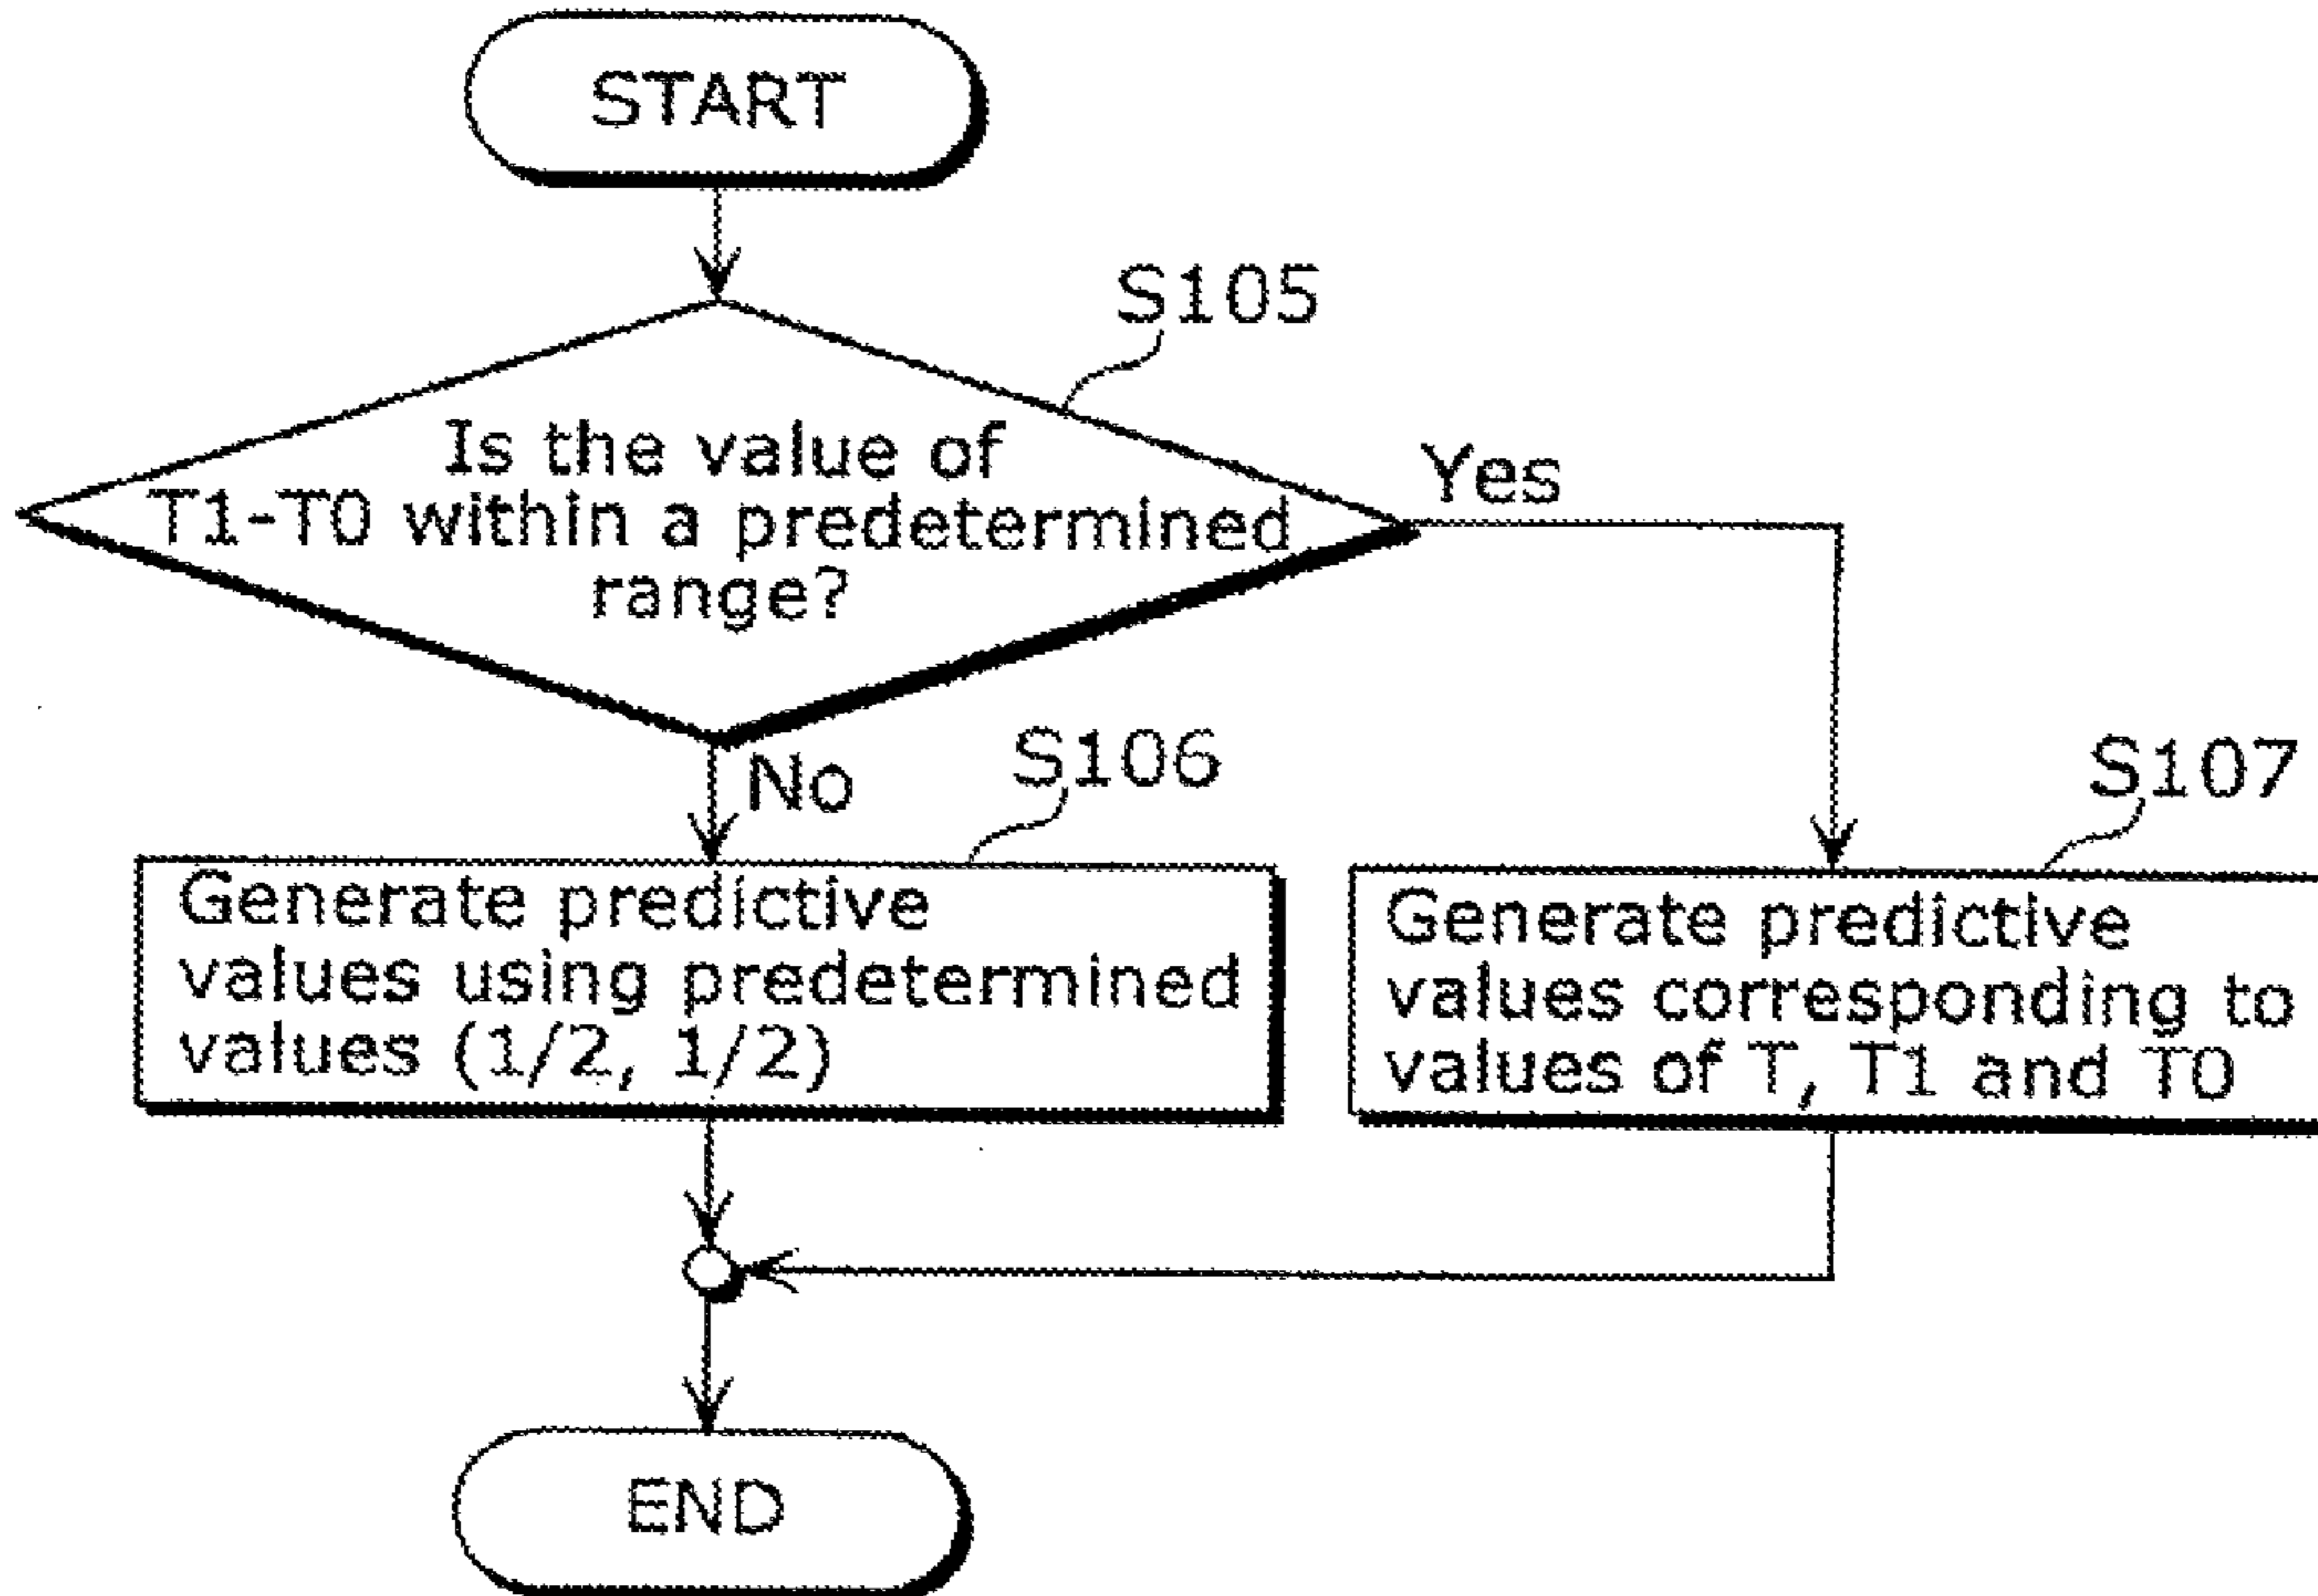 START
S105
Is the value of
T1-T0 within a predetermined
range?
Yes
No
S106
S107
Generate predictive
values using predetermined
values (1/2, 1/2)
Generate predictive
values corresponding to
values of T, T1 and T0
END